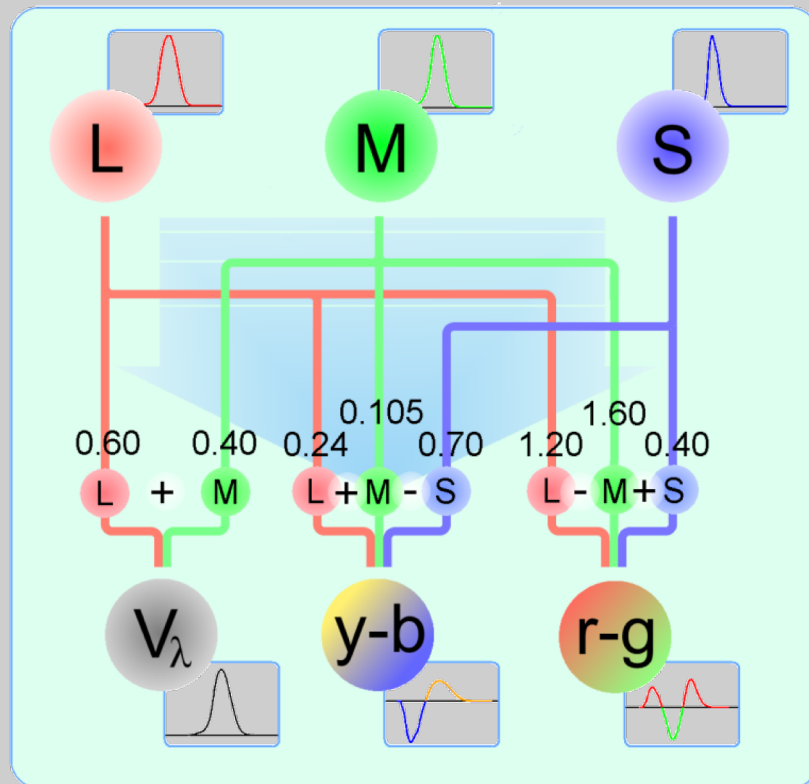 L M S
0.105 1.60
0.60 0.40 0.24 0.70 1.20 0.40
L + M L + M - S L - M + S
Vλ y-b r-g